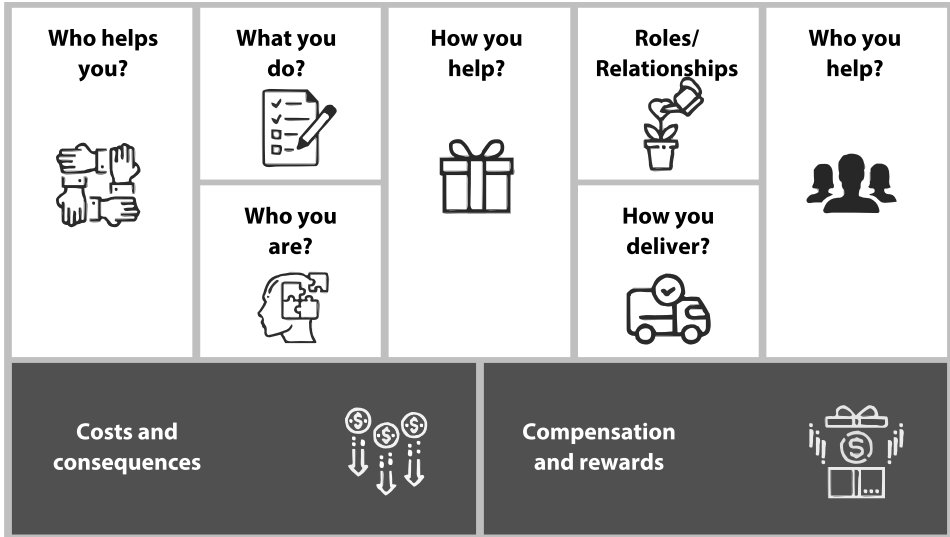 Who helps
you?
What you
do?
Who you
are?
How you
help?
Roles/
Relationships
How you
deliver?
Who you
help?
Costs and
consequences
Compensation
and rewards